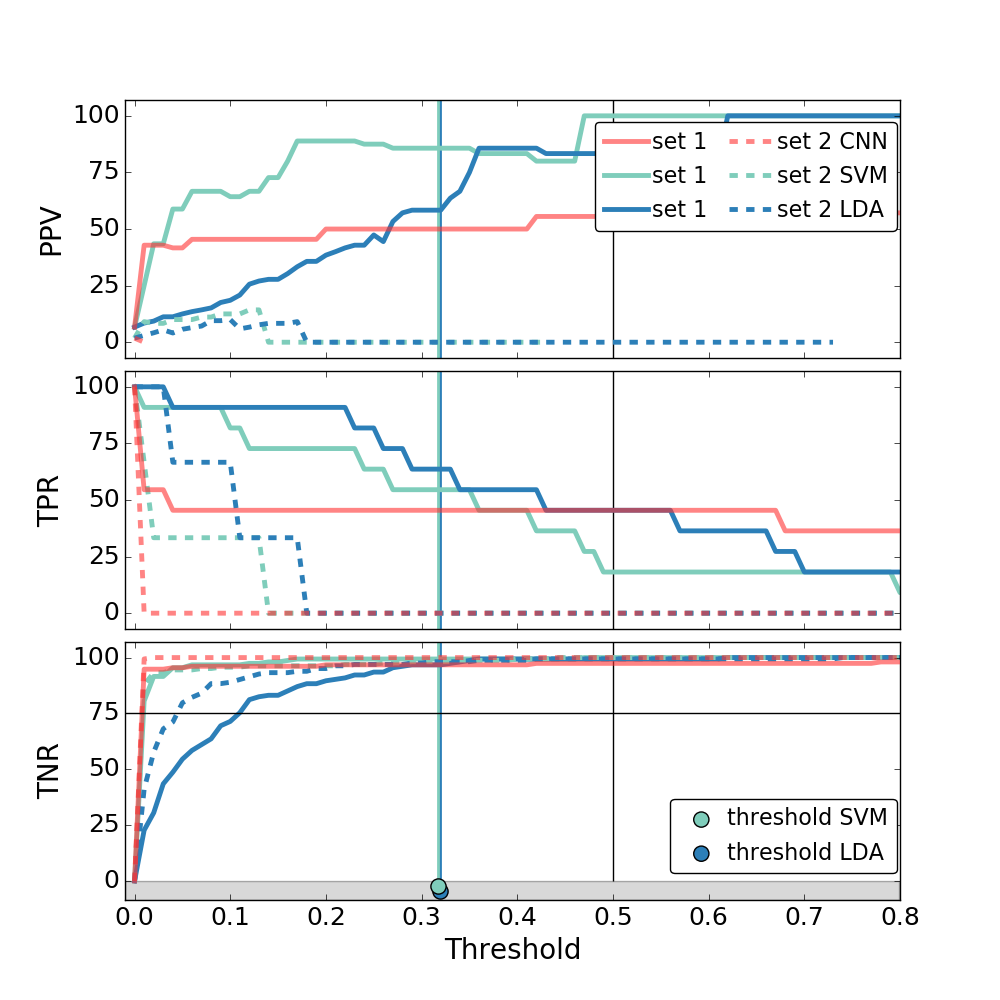 PPV
100
75
50
25
0
set 1 set 2 CNN
set 1 set 2 SVM
set 1 set 2 LDA
TPR
100
75
50
25
0
TNR
100
75
50
25
0
threshold SVM
threshold LDA
0.0 0.1 0.2 0.3 0.4 0.5 0.6 0.7 0.8
Threshold